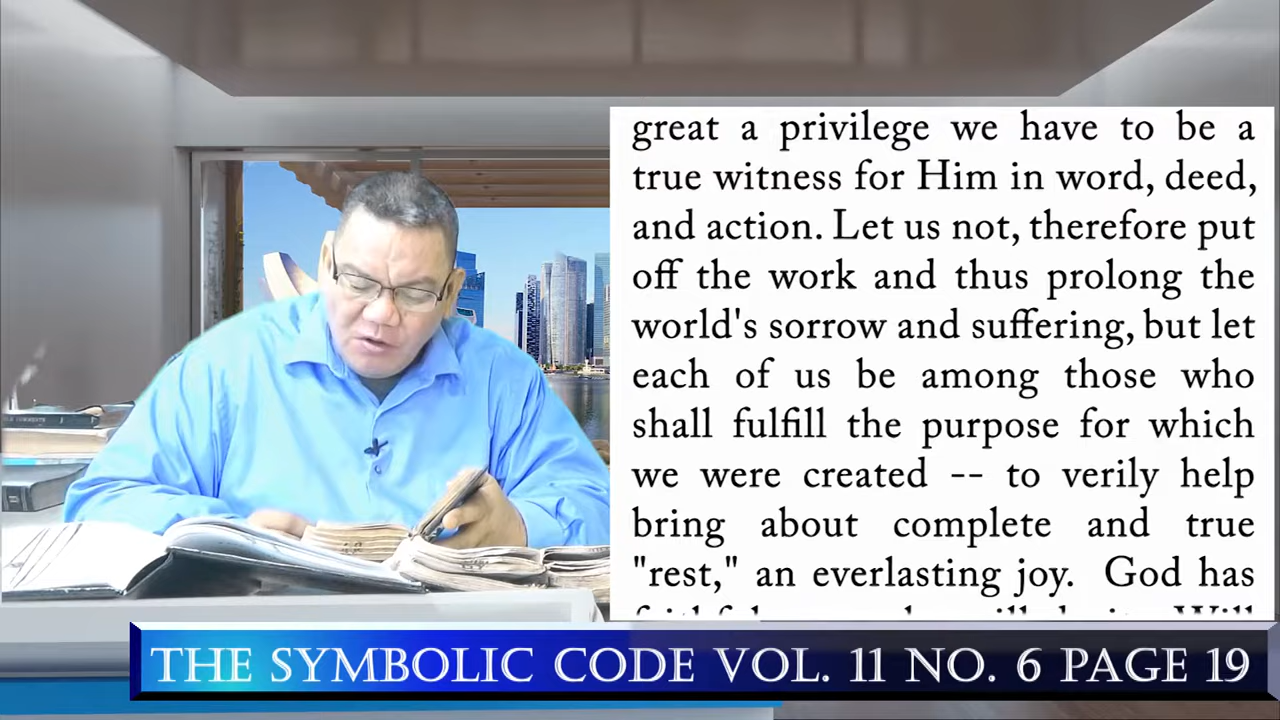 great a privilege we have to be a
true witness for Him in word, deed,
and action. Let us not, therefore put
off the work and thus prolong the
world's sorrow and suffering, but let
each of us be among those who
shall fulfill the purpose for which
we were created -- to verily help
bring about complete and true
"rest," an everlasting joy. God has
THE SYMBOLIC CODE VOL. 11 NO. 6 PAGE 19